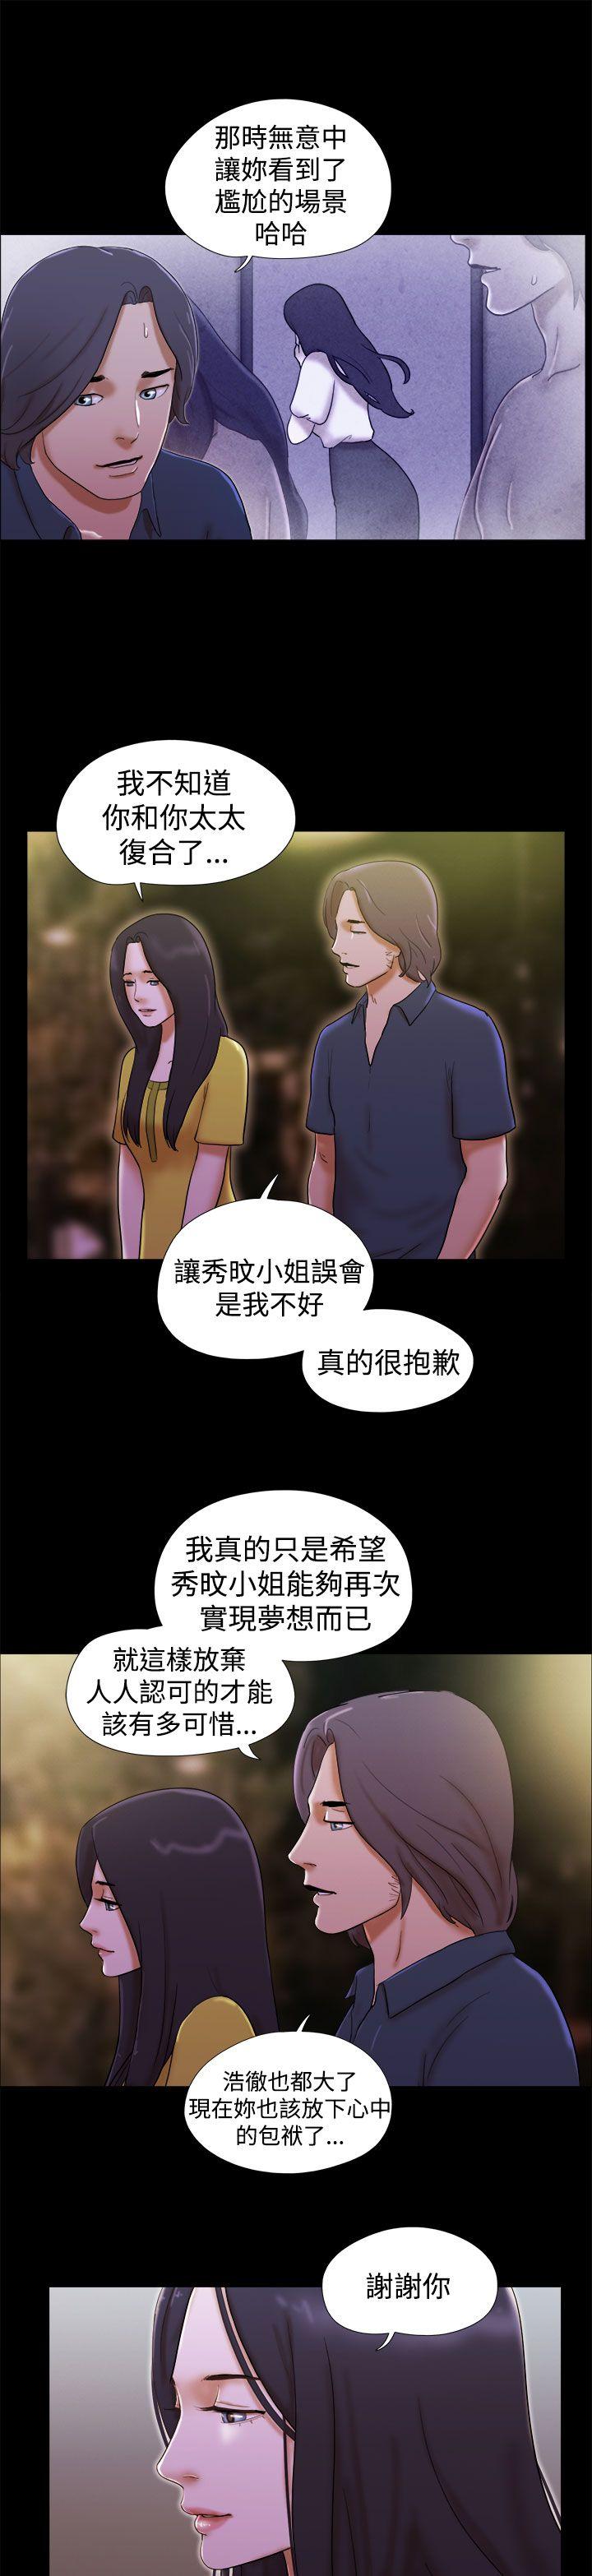 那時無意中
讓妳看到了
尷尬的場景
哈哈
我不知道
你和你太太
復合了...
讓秀旼小姐誤會
是我不好
真的很抱歉
我真的只是希望
秀旼小姐能夠再次
實現夢想而已
就這樣放棄
人人認可的才能
該有多可惜...
浩徹也都大了
現在妳也該放下心中
的包袱了...
謝謝你